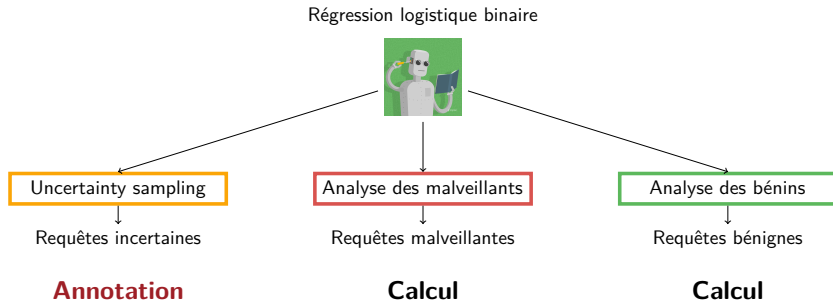 Régression logistique binaire
Uncertainty sampling
Analyse des malveillants
Analyse des bénins
Requêtes incertaines
Requêtes malveillantes
Requêtes bénignes
Annotation
Calcul
Calcul